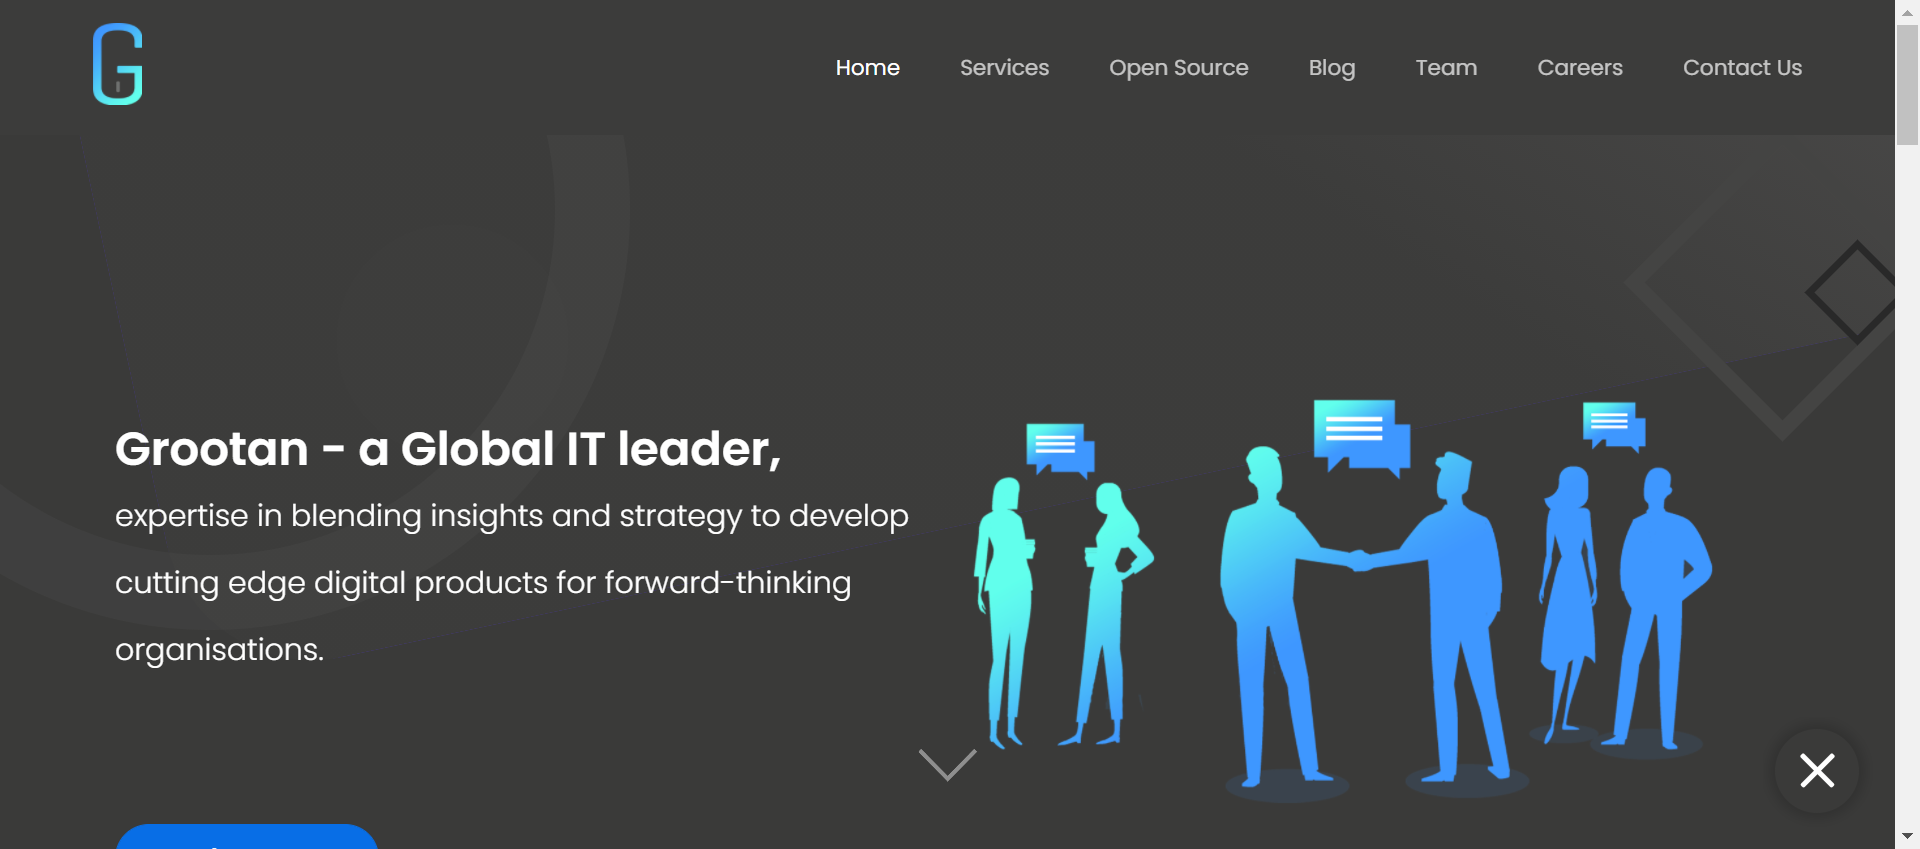 G
Home Services Open Source Blog Team Careers Contact Us
Grootan - a Global IT leader,
expertise in blending insights and strategy to develop
cutting edge digital products for forward-thinking
organisations.